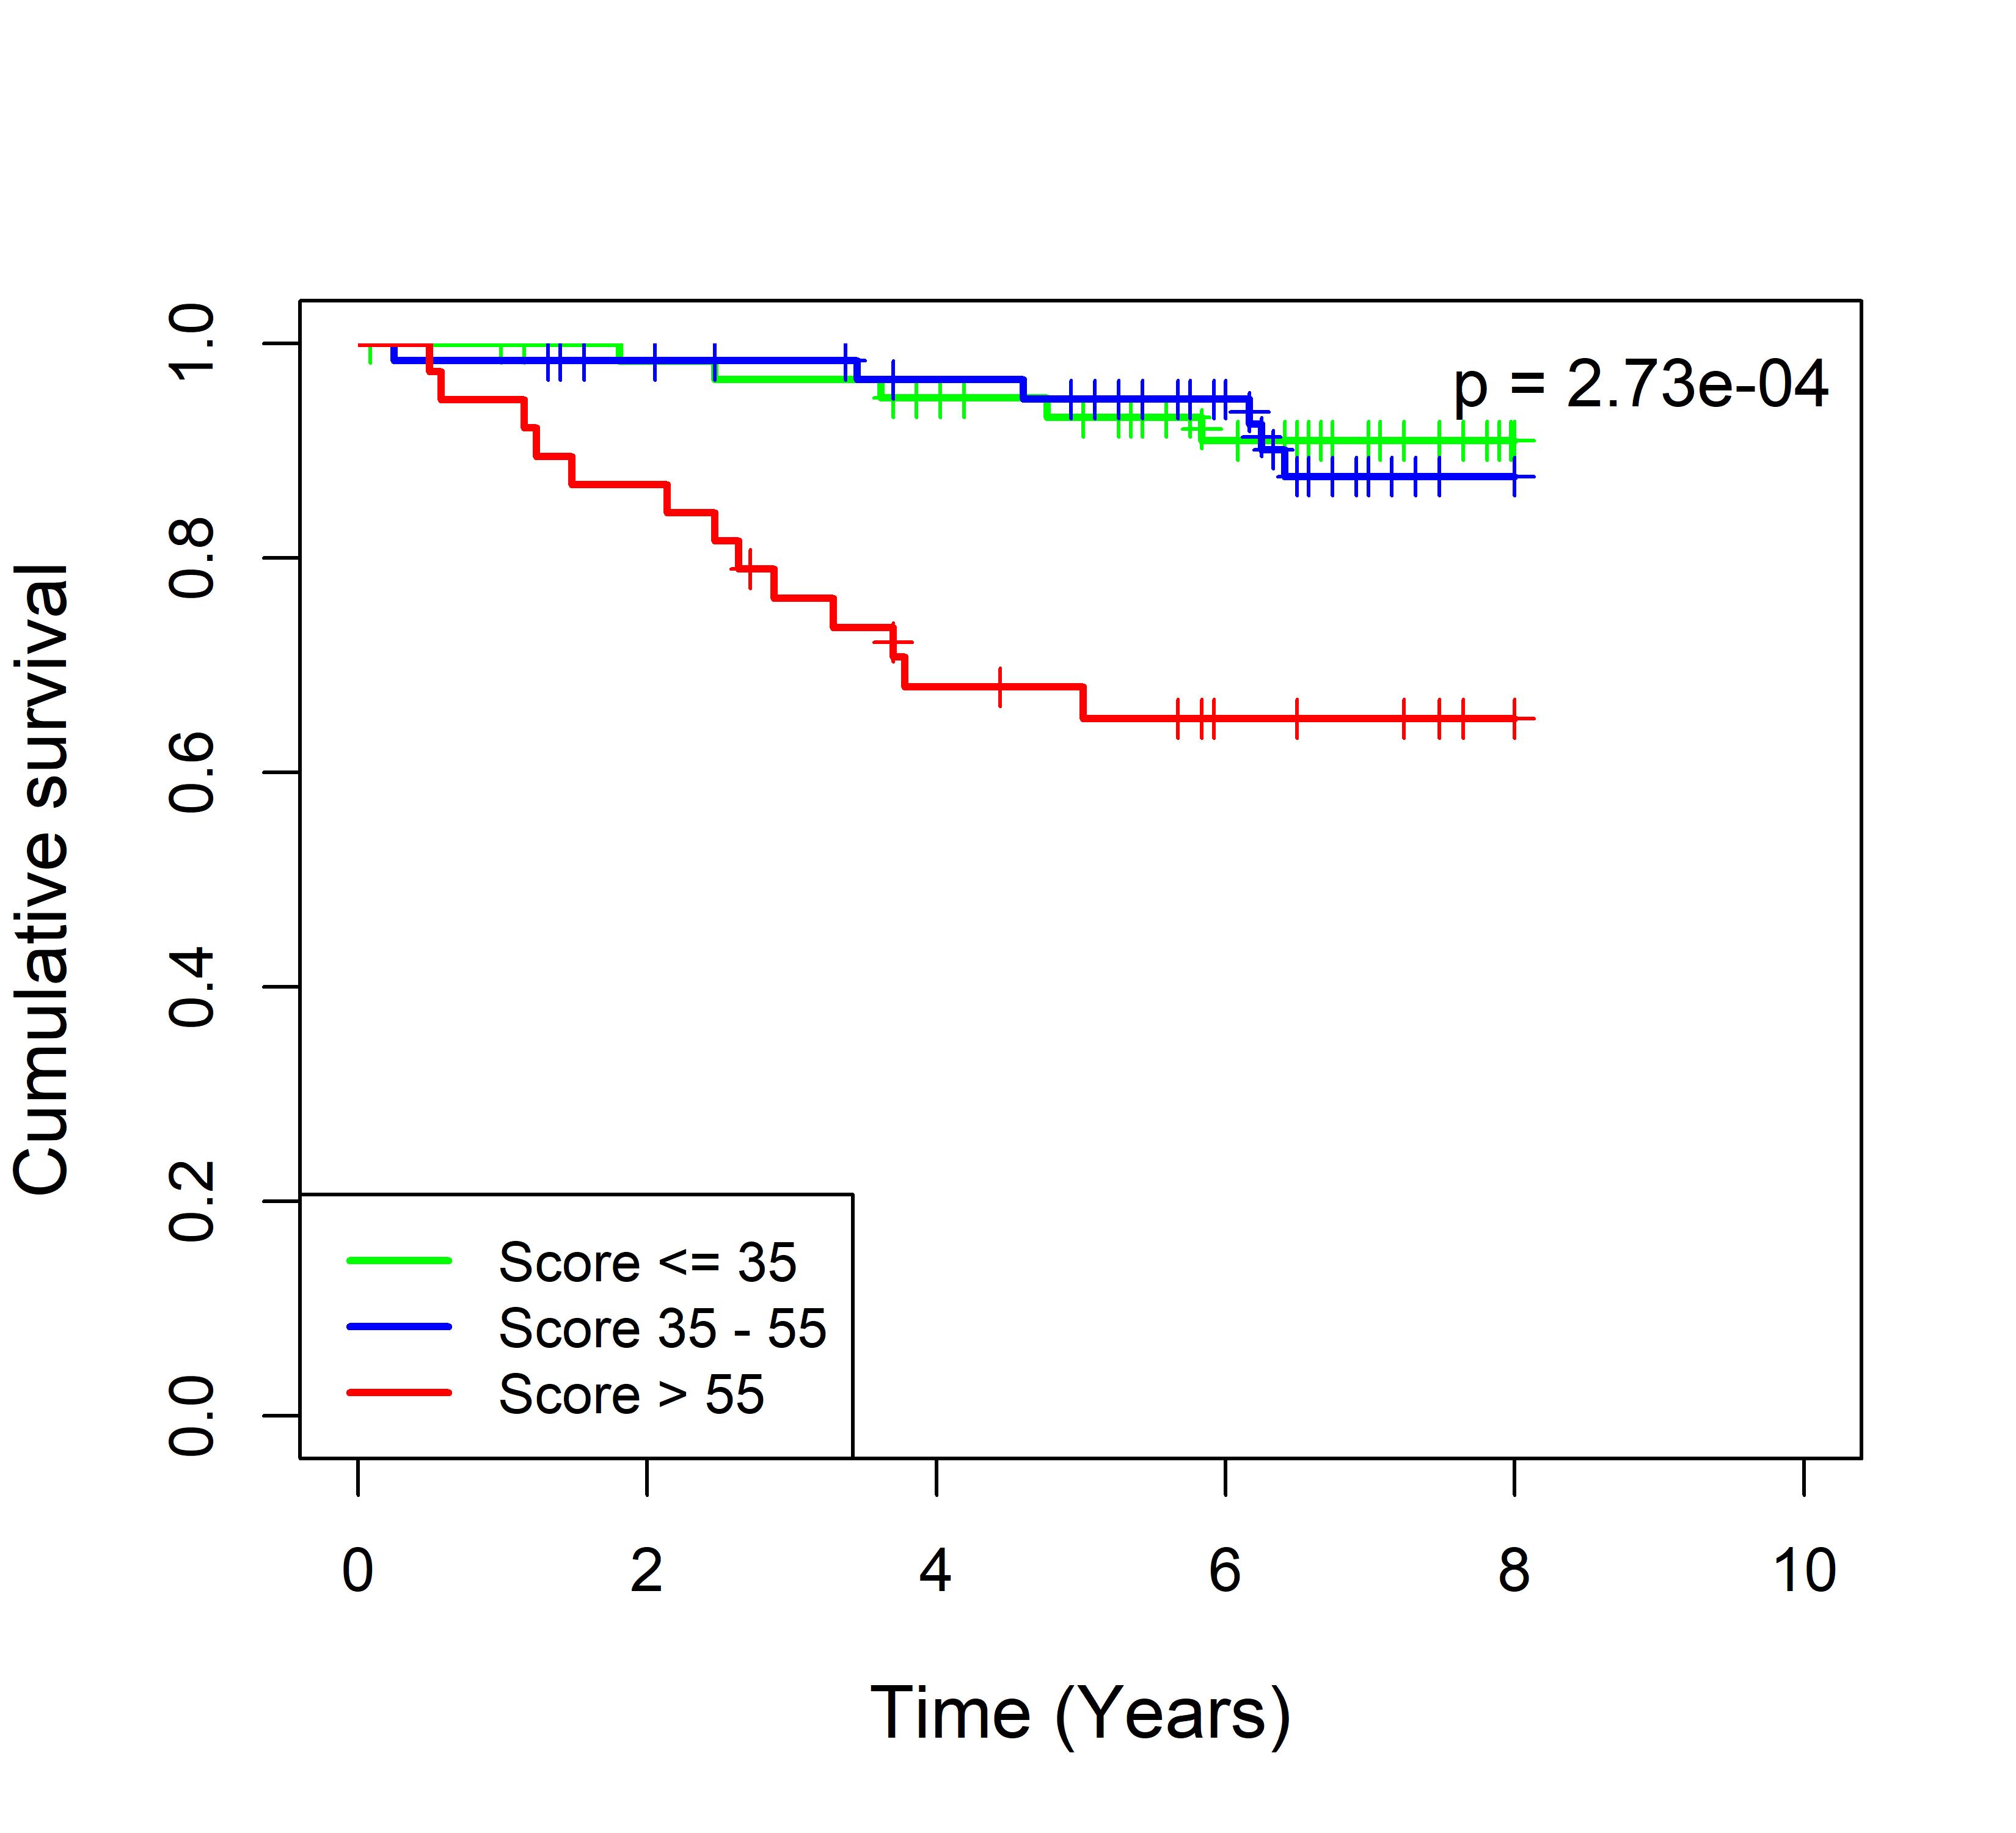 p = 2.73e-04
Cumulative survival
1.0
0.8
0.6
0.4
0.2
0.0
Score <= 35
Score 35 - 55
Score > 55
0 2 4 6 8 10
Time (Years)